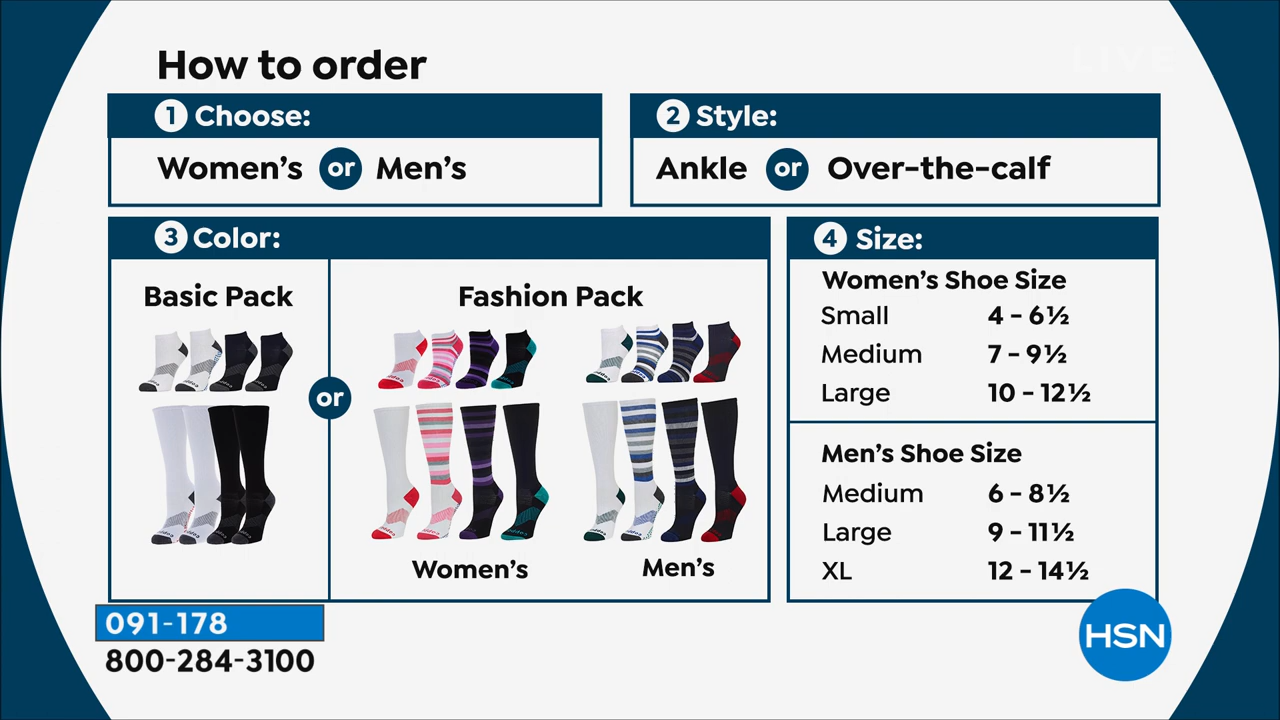 LIVE
How to order
1 Choose:
Women's or Men's
2 Style:
Ankle or Over-the-calf
3 Color:
Basic Pack
or
Fashion Pack
Women's
Men's
4 Size:
Women's Shoe Size
Small 4 - 6½
Medium 7 - 9½
Large 10 - 12½
Men's Shoe Size
Medium 6 - 8½
Large 9 - 11½
XL 12 - 14½
091-178
800-284-3100
HSN